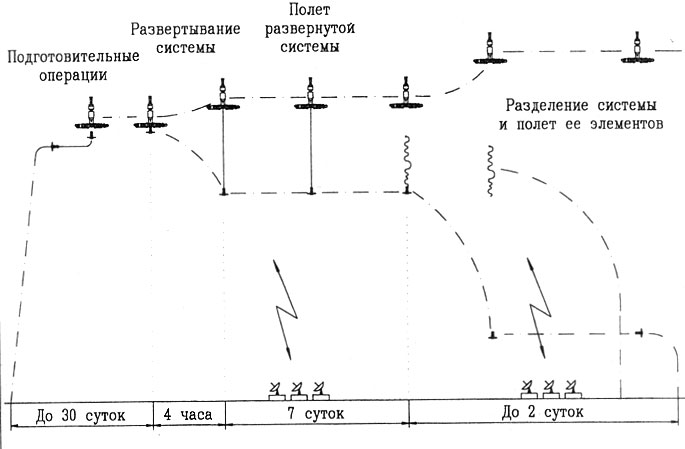 Подготовительные
операции
Развертывание
системы
Полет
развернутой
системы
Разделение системы
и полет ее элементов
До 30 суток
4 часа
7 суток
До 2 суток